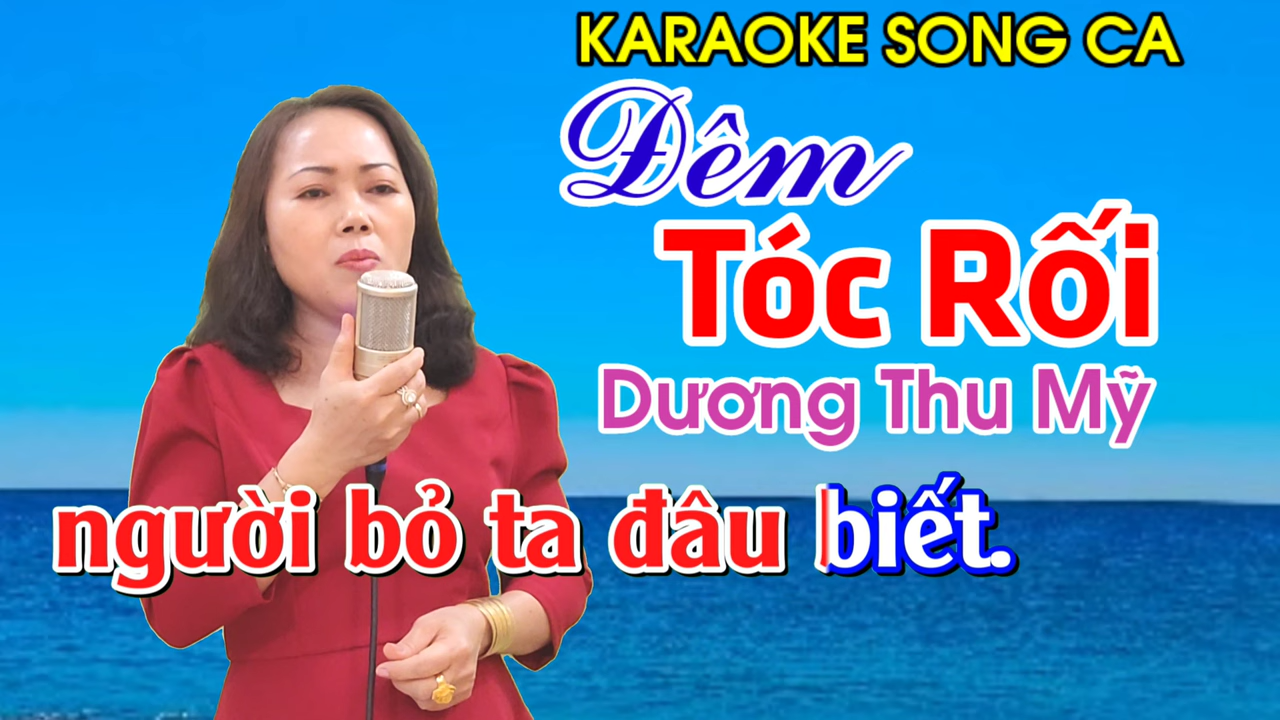 KARAOKE SONG CA
Đêm
Tóc Rối
Dương Thu Mỹ
người bỏ ta đâu biết.